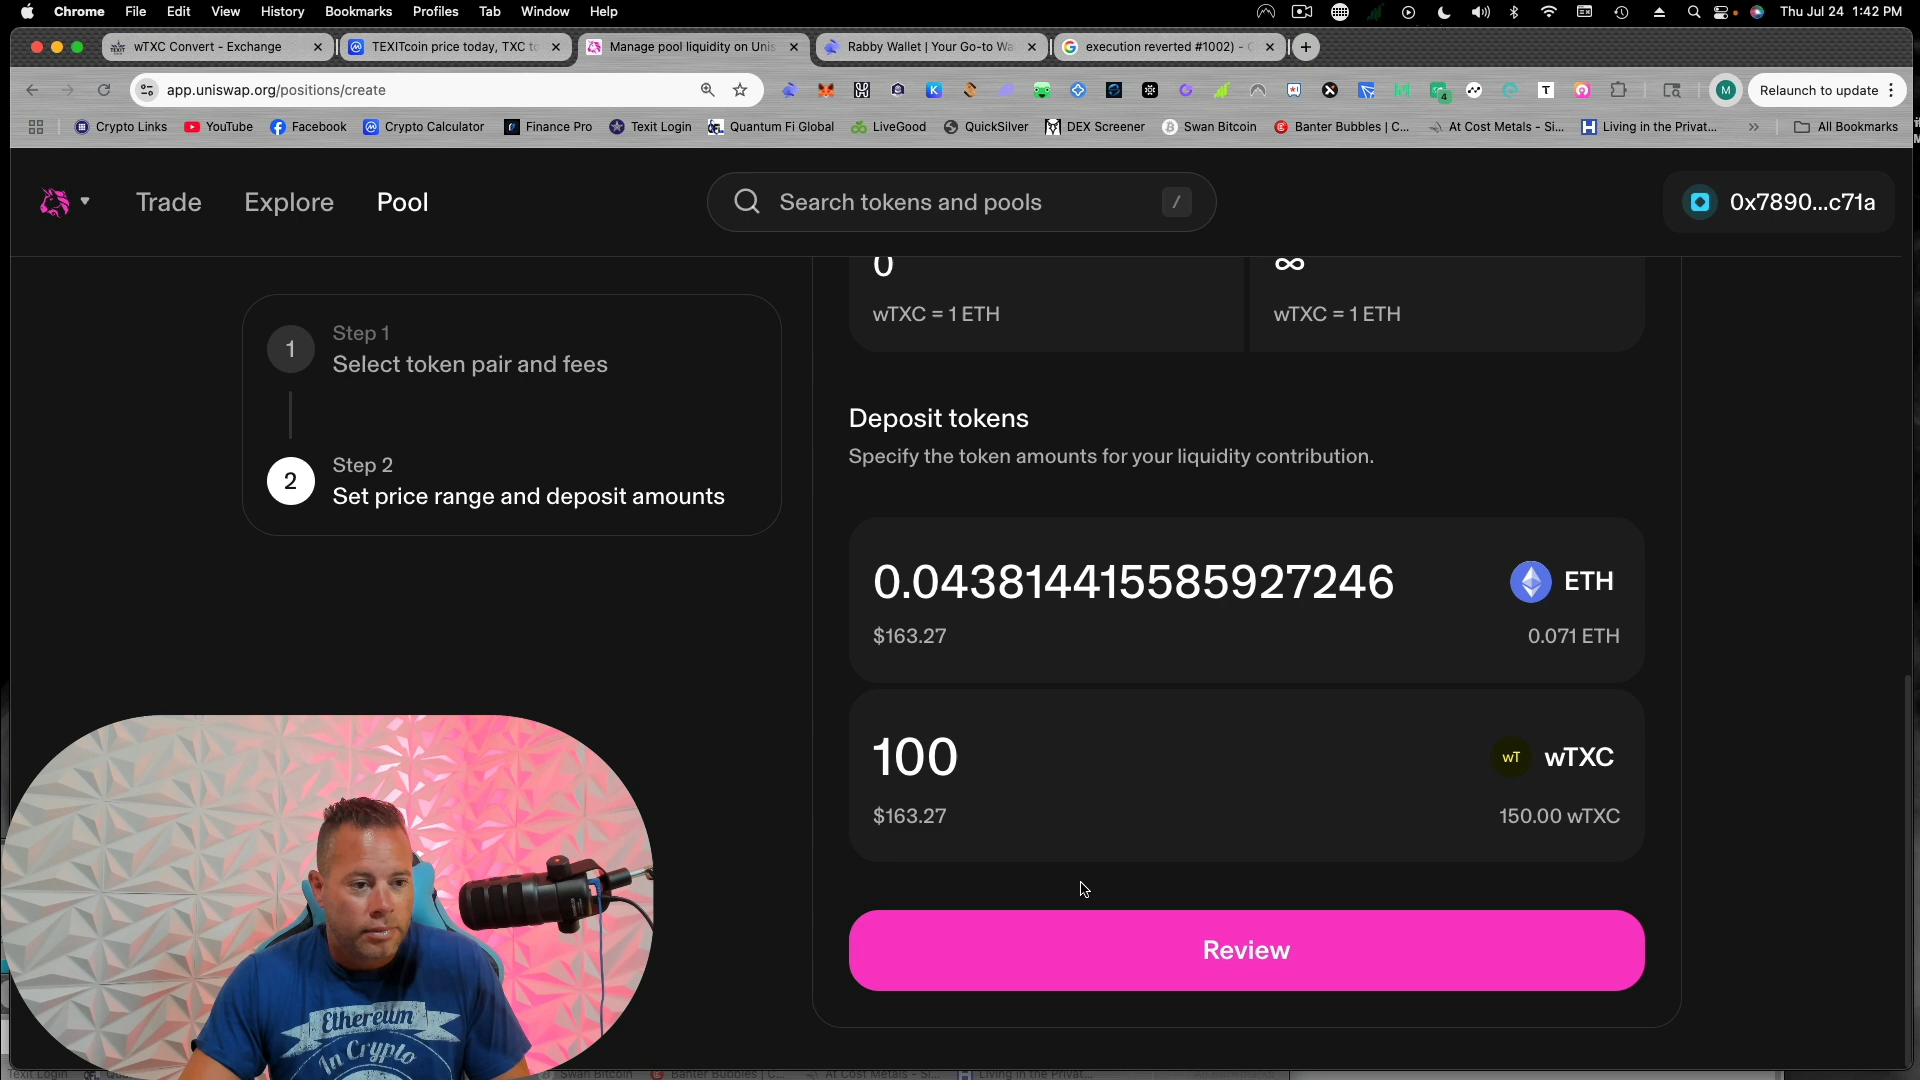 Chrome File Edit View History Bookmarks Profiles Tab Window Help Thu Jul 24 1:42 PM
wTXC Convert - Exchange TEXITcoin price today, TXC to Manage pool liquidity on Unis Rabby Wallet | Your Go-to Wa execution reverted #1002) - G
app.uniswap.org/positions/create Relaunch to update
Crypto Links YouTube Facebook Crypto Calculator Finance Pro Texit Login Quantum Fi Global LiveGood QuickSilver DEX Screener Swan Bitcoin Banter Bubbles | C... At Cost Metals - Si... Living in the Privat... All Bookmarks
Trade Explore Pool Search tokens and pools / 0x7890...c71a
0 ∞
wTXC = 1 ETH wTXC = 1 ETH
1 Step 1
Select token pair and fees
2 Step 2
Set price range and deposit amounts
Deposit tokens
Specify the token amounts for your liquidity contribution.
0.043814415585927246 ETH
$163.27 0.071 ETH
100 wT wTXC
$163.27 150.00 wTXC
Review
Ethereum
In Crypto